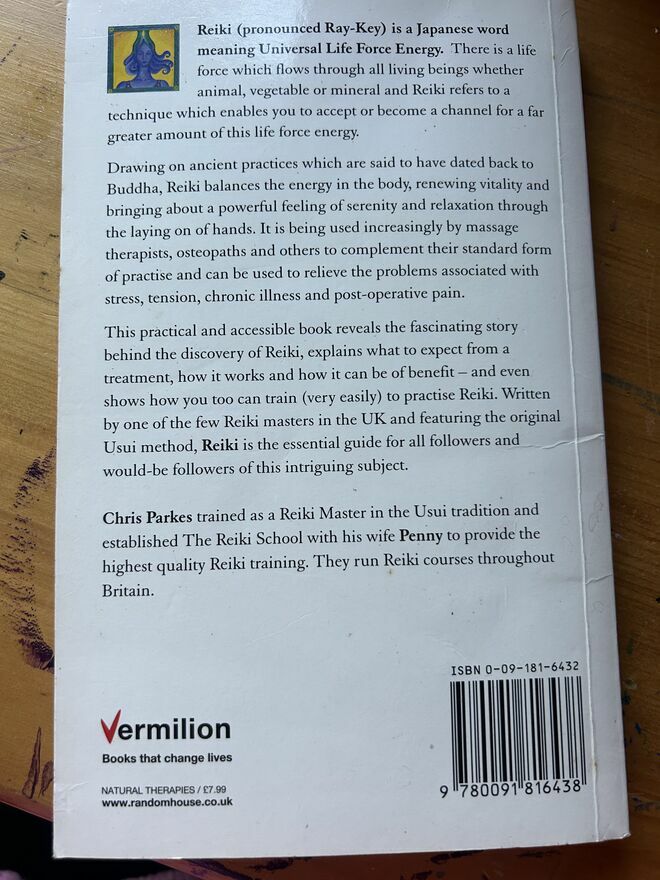 Reiki (pronounced Ray-Key) is a Japanese word
meaning Universal Life Force Energy. There is a life
force which flows through all living beings whether
animal, vegetable or mineral and Reiki refers to a
technique which enables you to accept or become a channel for a far
greater amount of this life force energy.
Drawing on ancient practices which are said to have dated back to
Buddha, Reiki balances the energy in the body, renewing vitality and
bringing about a powerful feeling of serenity and relaxation through
the laying on of hands. It is being used increasingly by massage
therapists, osteopaths and others to complement their standard form
of practise and can be used to relieve the problems associated with
stress, tension, chronic illness and post-operative pain.
This practical and accessible book reveals the fascinating story
behind the discovery of Reiki, explains what to expect from a
treatment, how it works and how it can be of benefit – and even
shows how you too can train (very easily) to practise Reiki. Written
by one of the few Reiki masters in the UK and featuring the original
Usui method, Reiki is the essential guide for all followers and
would-be followers of this intriguing subject.
Chris Parkes trained as a Reiki Master in the Usui tradition and
established The Reiki School with his wife Penny to provide the
highest quality Reiki training. They run Reiki courses throughout
Britain.
ISBN 0-09-181-6432
Vermilion
Books that change lives
NATURAL THERAPIES / £7.99
www.randomhouse.co.uk
9 780091 816438